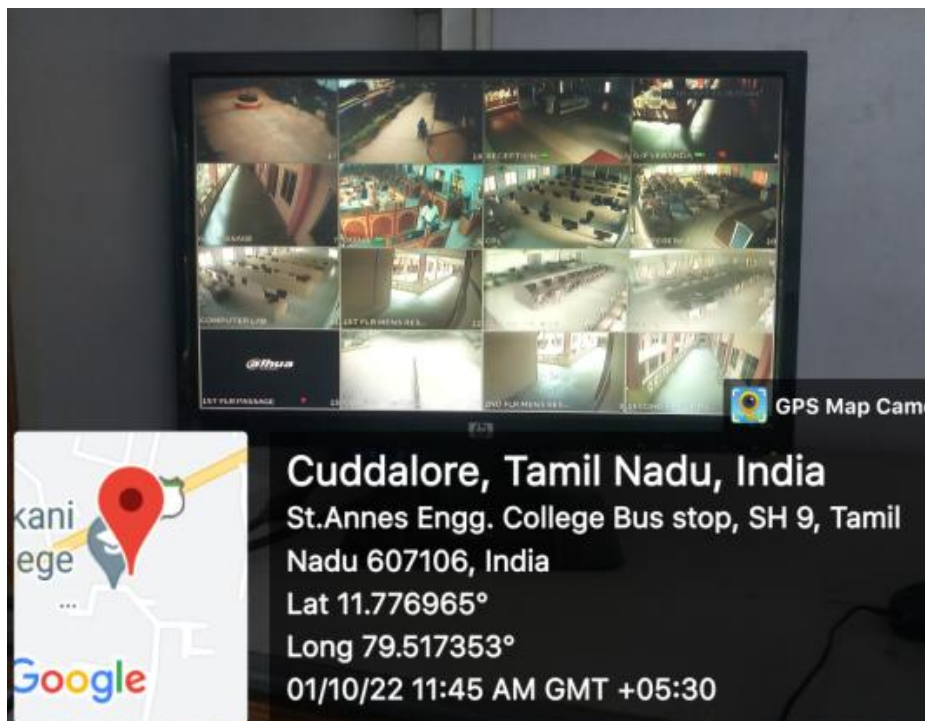 RECEPTION
COMPUTER LAB
1ST FLR MENS RES...
alhua
1ST FLR PASSAGE
2ND FLR MENS RES...
GPS Map Came
Cuddalore, Tamil Nadu, India
St.Annes Engg. College Bus stop, SH 9, Tamil
Nadu 607106, India
Lat 11.776965°
Long 79.517353°
01/10/22 11:45 AM GMT +05:30
kani
ege
...
Google